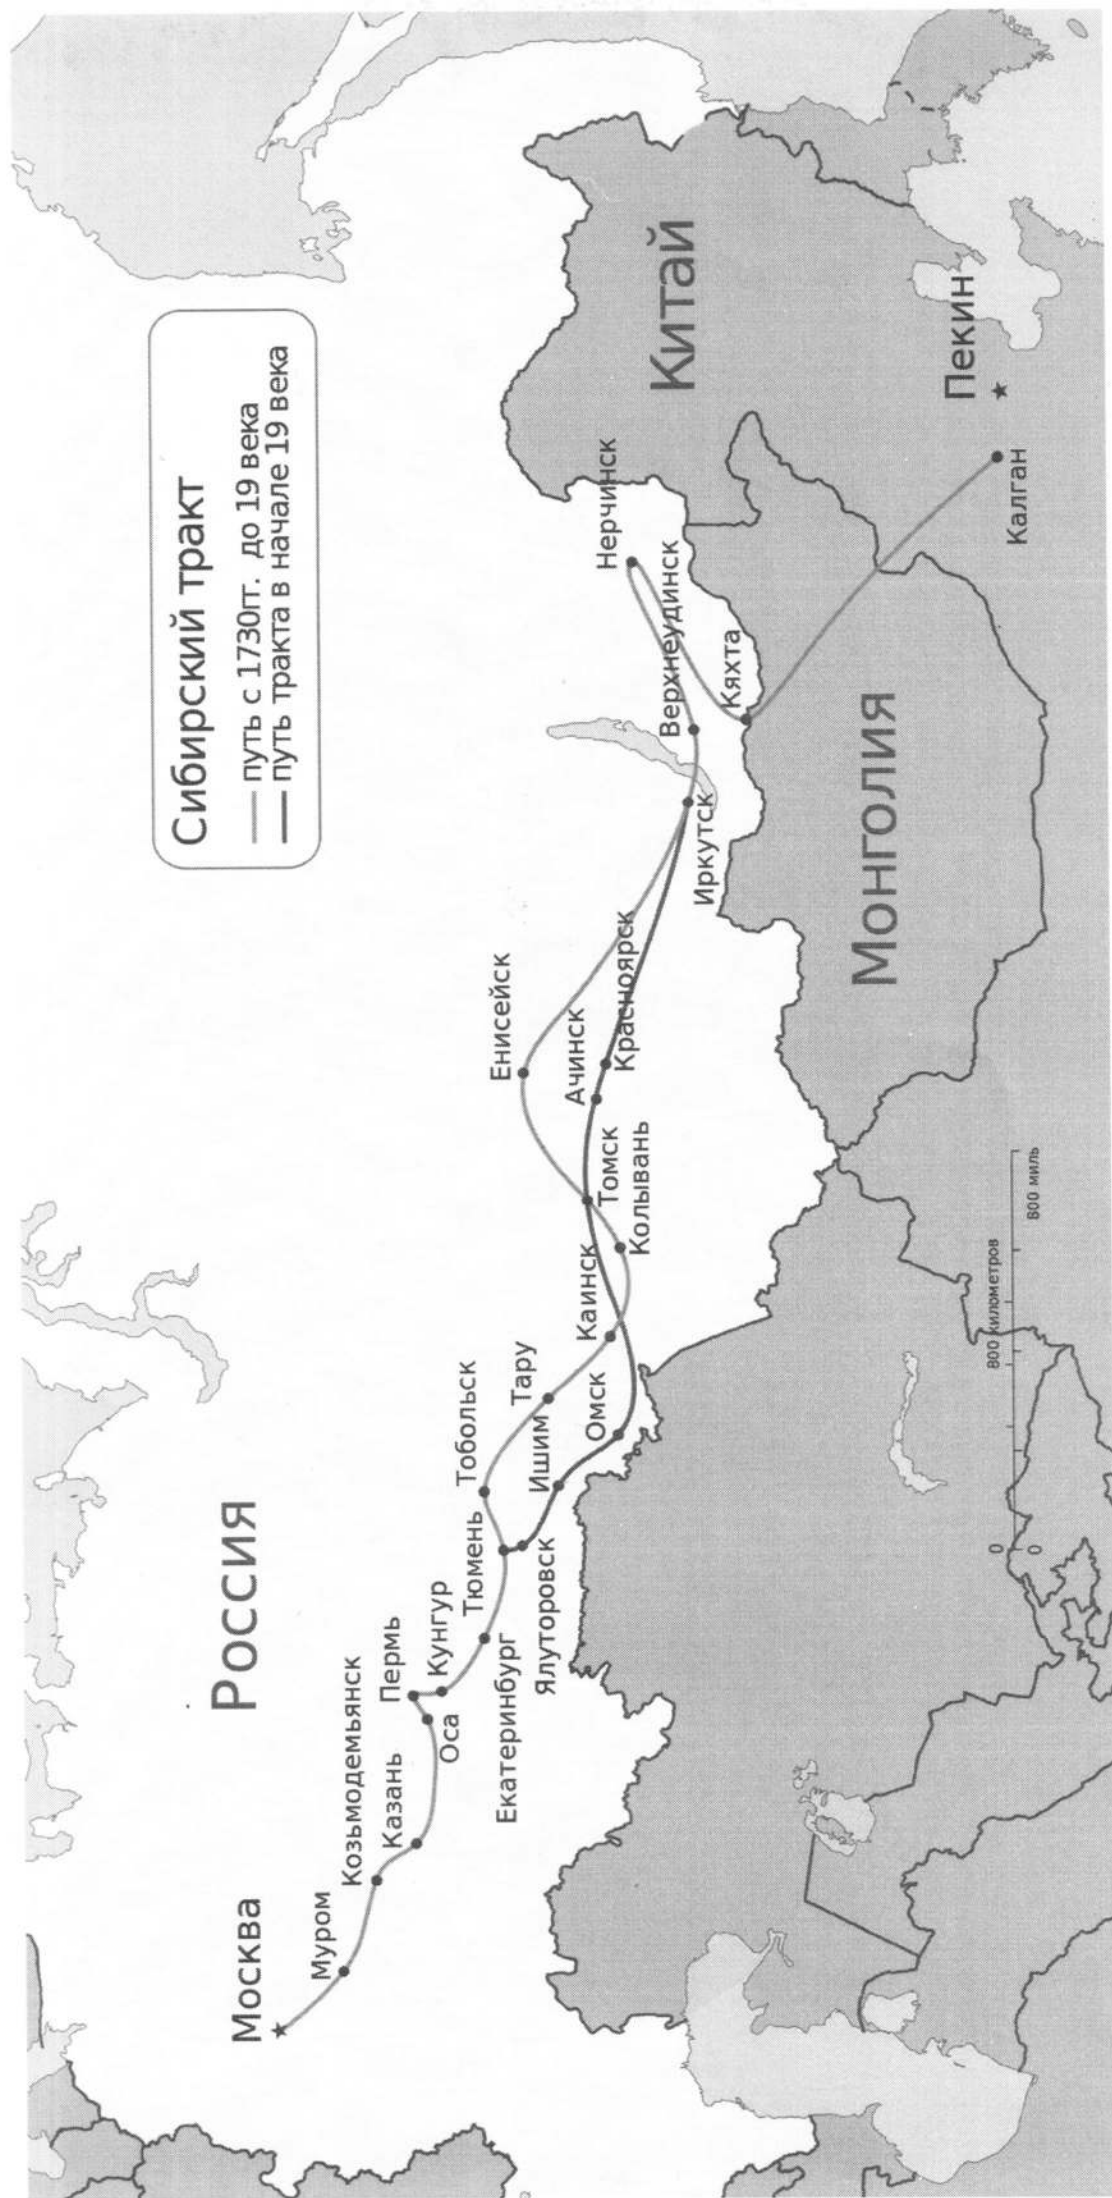 Сибирский тракт
путь с 1730гг. до 19 века
путь тракта в начале 19 века
РОССИЯ
Москва
Муром
Козьмодемьянск
Казань
Оса
Пермь
Кунгур
Екатеринбург
Тюмень
Ялуторовск
Тобольск
Ишим
Тару
Омск
Каинск
Колывань
Томск
Ачинск
Красноярск
Енисейск
Иркутск
Верхнеудинск
Нерчинск
Кяхта
Монголия
Китай
Пекин
Калган
0
800 километров
0
800 миль